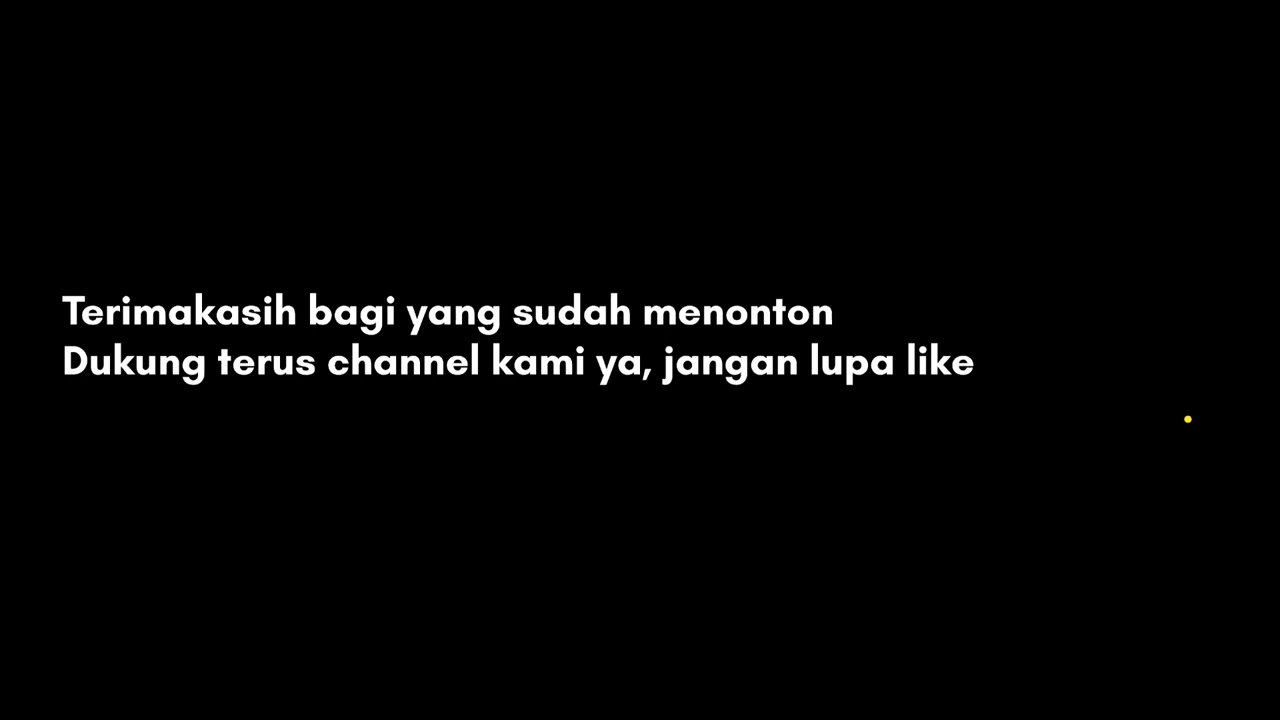 Terimakasih bagi yang sudah menonton
Dukung terus channel kami ya, jangan lupa like